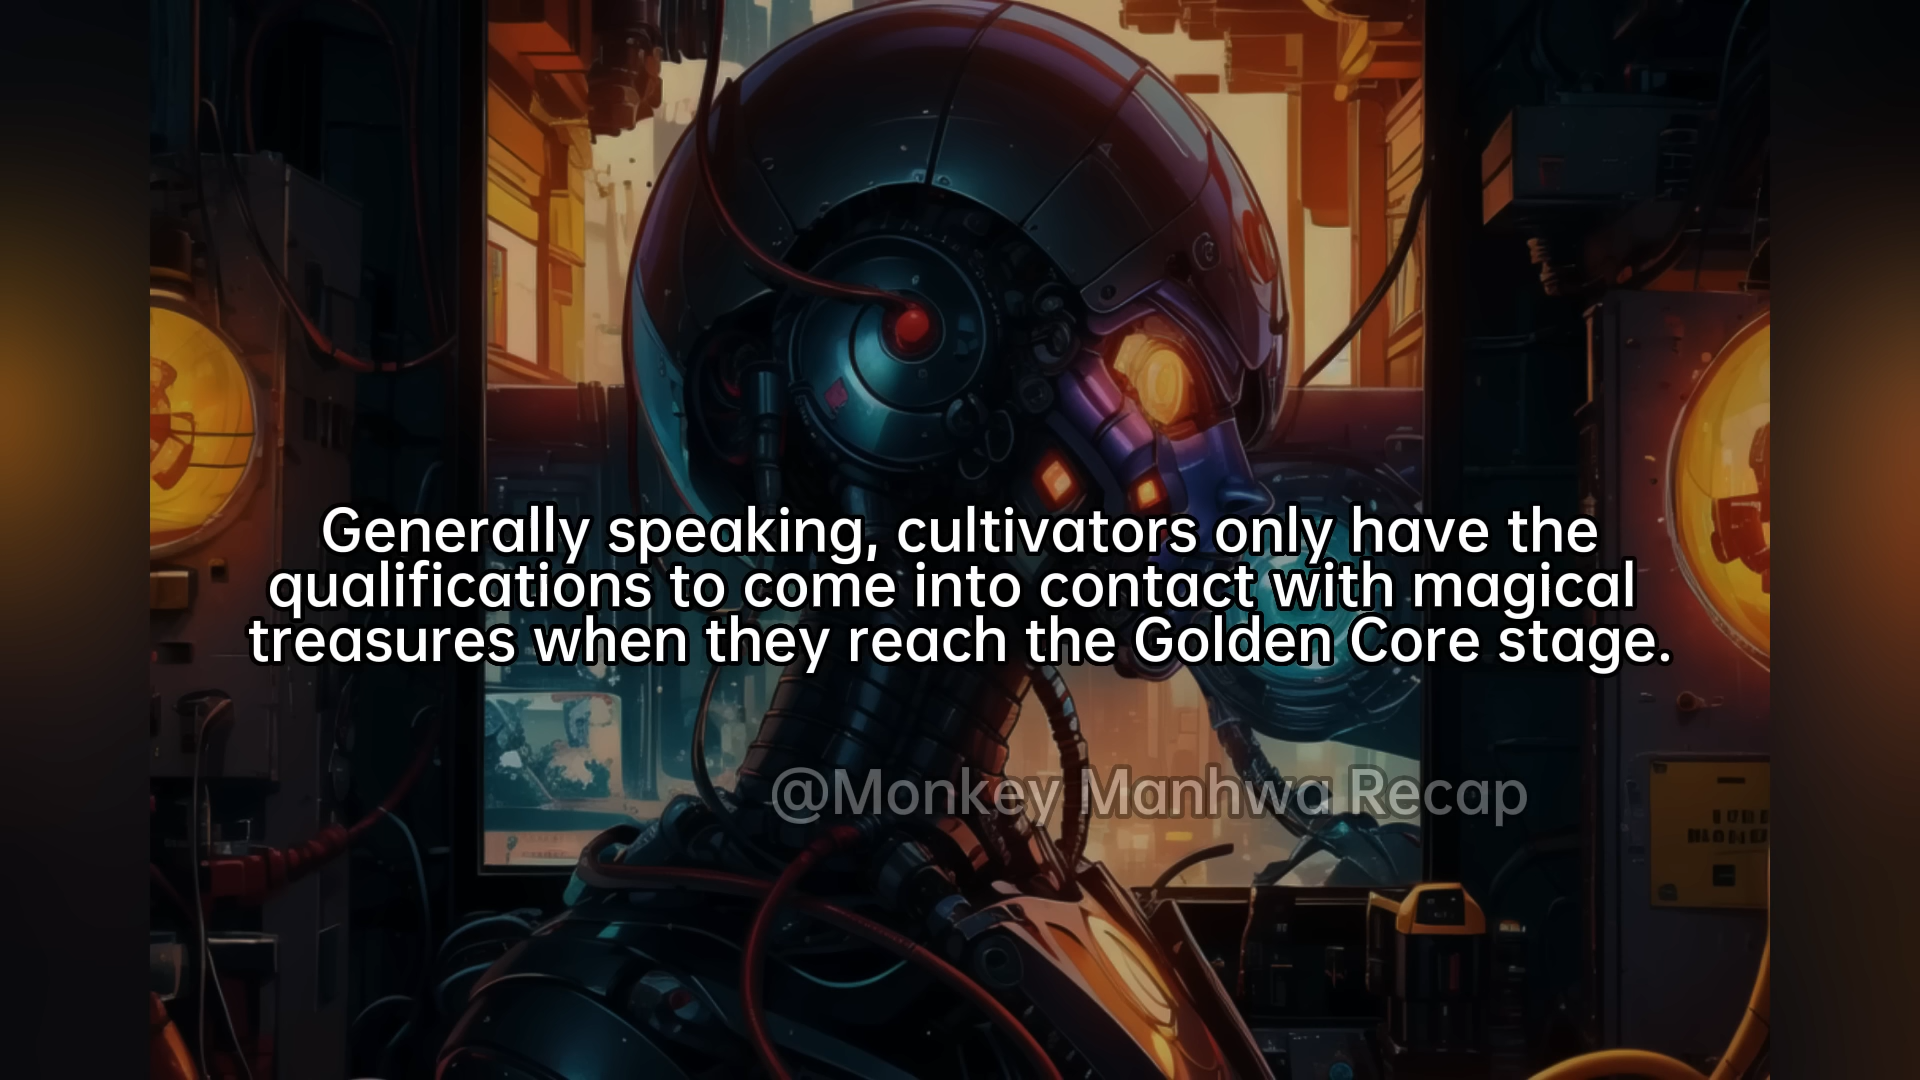 Generally speaking, cultivators only have the
qualifications to come into contact with magical
treasures when they reach the Golden Core stage.
@Monkey Manhwa Recap